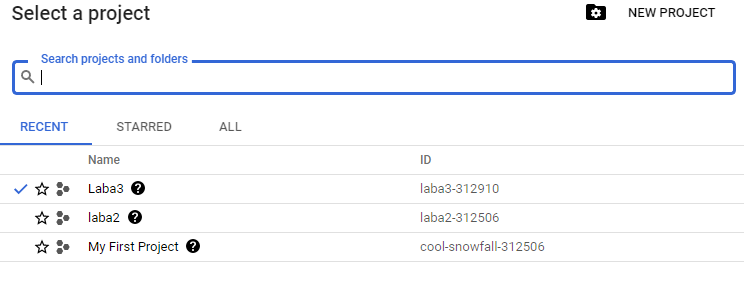 Select a project
NEW PROJECT
Search projects and folders
RECENT STARRED ALL
Name ID
Laba3 laba3-312910
laba2 laba2-312506
My First Project cool-snowfall-312506